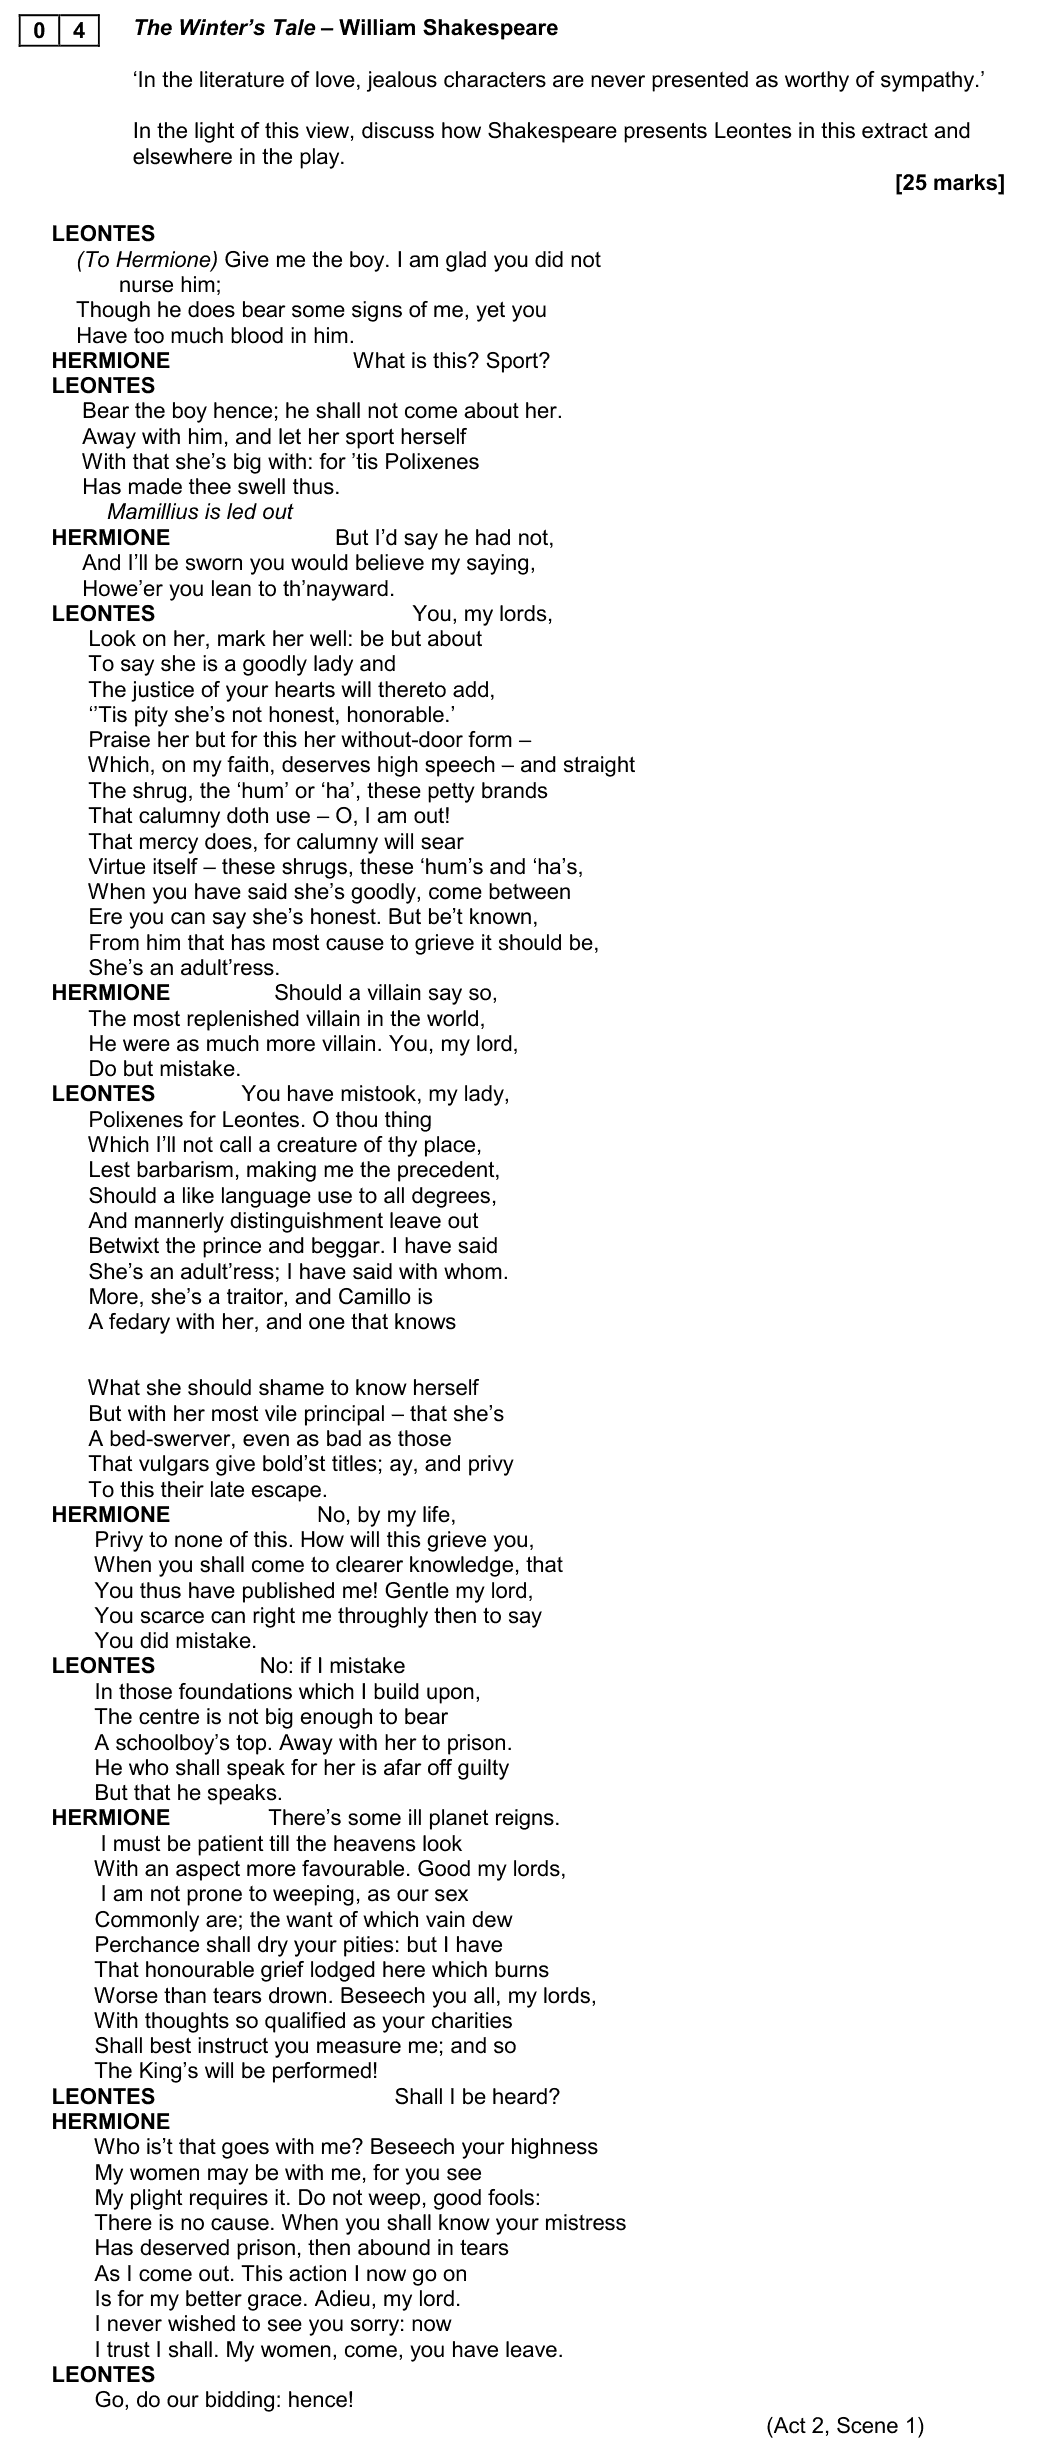 0 4 The Winter’s Tale – William Shakespeare
‘In the literature of love, jealous characters are never presented as worthy of sympathy.’
In the light of this view, discuss how Shakespeare presents Leontes in this extract and
elsewhere in the play.
[25 marks]
LEONTES
(To Hermione) Give me the boy. I am glad you did not
nurse him;
Though he does bear some signs of me, yet you
Have too much blood in him.
HERMIONE What is this? Sport?
LEONTES
Bear the boy hence; he shall not come about her.
Away with him, and let her sport herself
With that she’s big with: for ’tis Polixenes
Has made thee swell thus.
Mamillius is led out
HERMIONE But I’d say he had not,
And I’ll be sworn you would believe my saying,
Howe’er you lean to th’nayward.
LEONTES You, my lords,
Look on her, mark her well: be but about
To say she is a goodly lady and
The justice of your hearts will thereto add,
‘’Tis pity she’s not honest, honorable.’
Praise her but for this her without-door form –
Which, on my faith, deserves high speech – and straight
The shrug, the ‘hum’ or ‘ha’, these petty brands
That calumny doth use – O, I am out!
That mercy does, for calumny will sear
Virtue itself – these shrugs, these ‘hum’s and ‘ha’s,
When you have said she’s goodly, come between
Ere you can say she’s honest. But be’t known,
From him that has most cause to grieve it should be,
She’s an adult’ress.
HERMIONE Should a villain say so,
The most replenished villain in the world,
He were as much more villain. You, my lord,
Do but mistake.
LEONTES You have mistook, my lady,
Polixenes for Leontes. O thou thing
Which I’ll not call a creature of thy place,
Lest barbarism, making me the precedent,
Should a like language use to all degrees,
And mannerly distinguishment leave out
Betwixt the prince and beggar. I have said
She’s an adult’ress; I have said with whom.
More, she’s a traitor, and Camillo is
A fedary with her, and one that knows
What she should shame to know herself
But with her most vile principal – that she’s
A bed-swerver, even as bad as those
That vulgars give bold’st titles; ay, and privy
To this their late escape.
HERMIONE No, by my life,
Privy to none of this. How will this grieve you,
When you shall come to clearer knowledge, that
You thus have published me! Gentle my lord,
You scarce can right me throughly then to say
You did mistake.
LEONTES No: if I mistake
In those foundations which I build upon,
The centre is not big enough to bear
A schoolboy’s top. Away with her to prison.
He who shall speak for her is afar off guilty
But that he speaks.
HERMIONE There’s some ill planet reigns.
I must be patient till the heavens look
With an aspect more favourable. Good my lords,
I am not prone to weeping, as our sex
Commonly are; the want of which vain dew
Perchance shall dry your pities: but I have
That honourable grief lodged here which burns
Worse than tears drown. Beseech you all, my lords,
With thoughts so qualified as your charities
Shall best instruct you measure me; and so
The King’s will be performed!
LEONTES Shall I be heard?
HERMIONE
Who is’t that goes with me? Beseech your highness
My women may be with me, for you see
My plight requires it. Do not weep, good fools:
There is no cause. When you shall know your mistress
Has deserved prison, then abound in tears
As I come out. This action I now go on
Is for my better grace. Adieu, my lord.
I never wished to see you sorry: now
I trust I shall. My women, come, you have leave.
LEONTES
Go, do our bidding: hence!
(Act 2, Scene 1)